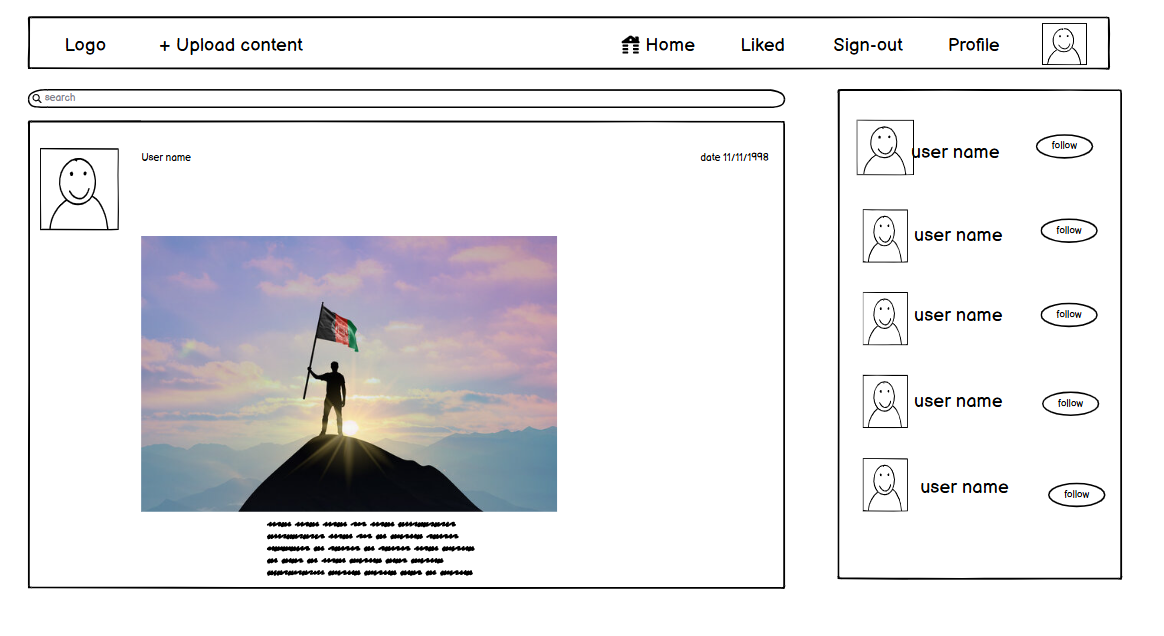 Logo + Upload content Home Liked Sign-out Profile
search
User name date 11/11/1998
user name follow
user name follow
user name follow
user name follow
user name follow